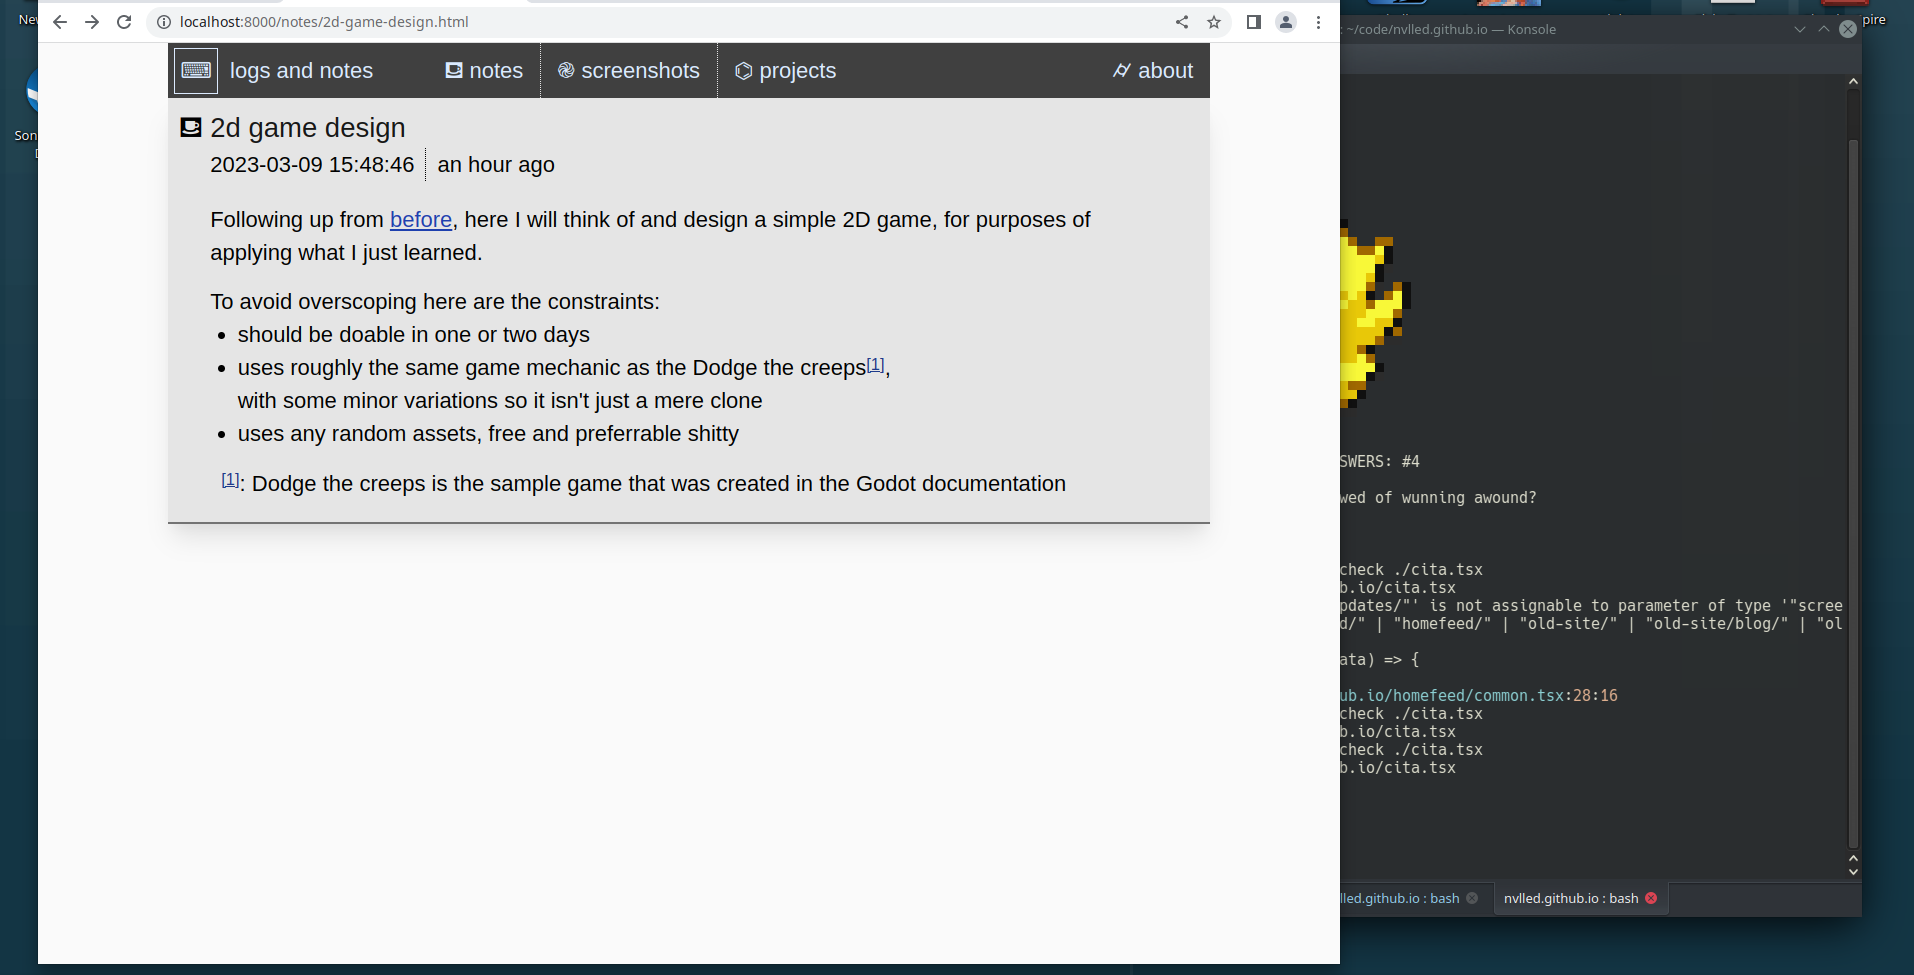 New
Son
D
localhost:8000/notes/2d-game-design.html
logs and notes
notes
screenshots
projects
about
2d game design
2023-03-09 15:48:46 an hour ago
Following up from before, here I will think of and design a simple 2D game, for purposes of
applying what I just learned.
To avoid overscoping here are the constraints:
should be doable in one or two days
uses roughly the same game mechanic as the Dodge the creeps[1],
with some minor variations so it isn't just a mere clone
uses any random assets, free and preferrable shitty
[1]: Dodge the creeps is the sample game that was created in the Godot documentation
pire
: ~/code/nvlled.github.io — Konsole
SWERS: #4
wed of wunning awound?
check ./cita.tsx
b.io/cita.tsx
pdates/"' is not assignable to parameter of type '"scree
d/" | "homefeed/" | "old-site/" | "old-site/blog/" | "ol
ata) => {
ub.io/homefeed/common.tsx:28:16
check ./cita.tsx
b.io/cita.tsx
check ./cita.tsx
b.io/cita.tsx
lled.github.io : bash
nvlled.github.io : bash